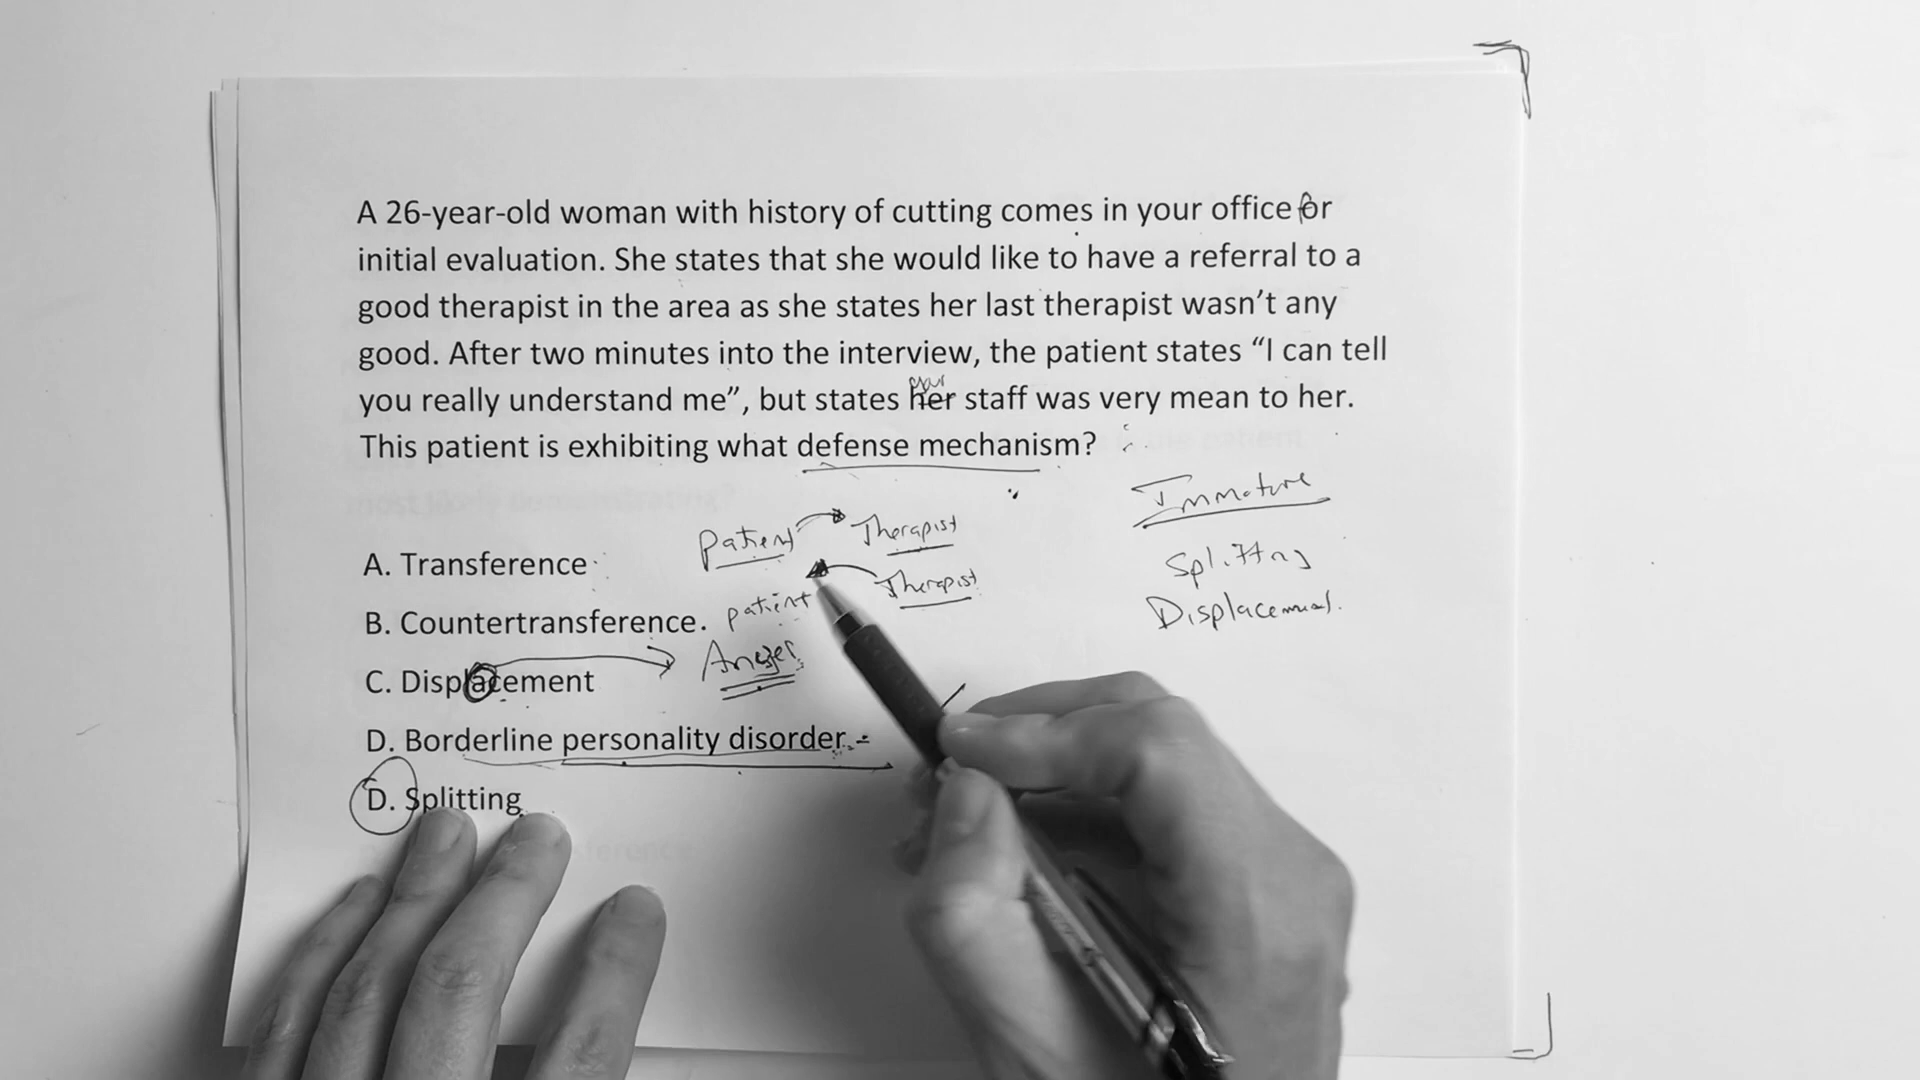 A 26-year-old woman with history of cutting comes in your office for
initial evaluation. She states that she would like to have a referral to a
good therapist in the area as she states her last therapist wasn't any
good. After two minutes into the interview, the patient states "I can tell
your
you really understand me", but states her staff was very mean to her.
This patient is exhibiting what defense mechanism?
Immature
Patient Therapist
A. Transference
Splitting
Therapist
B. Countertransference. patient
Displacement.
Anger
C. Displacement
D. Borderline personality disorder.-
D. Splitting